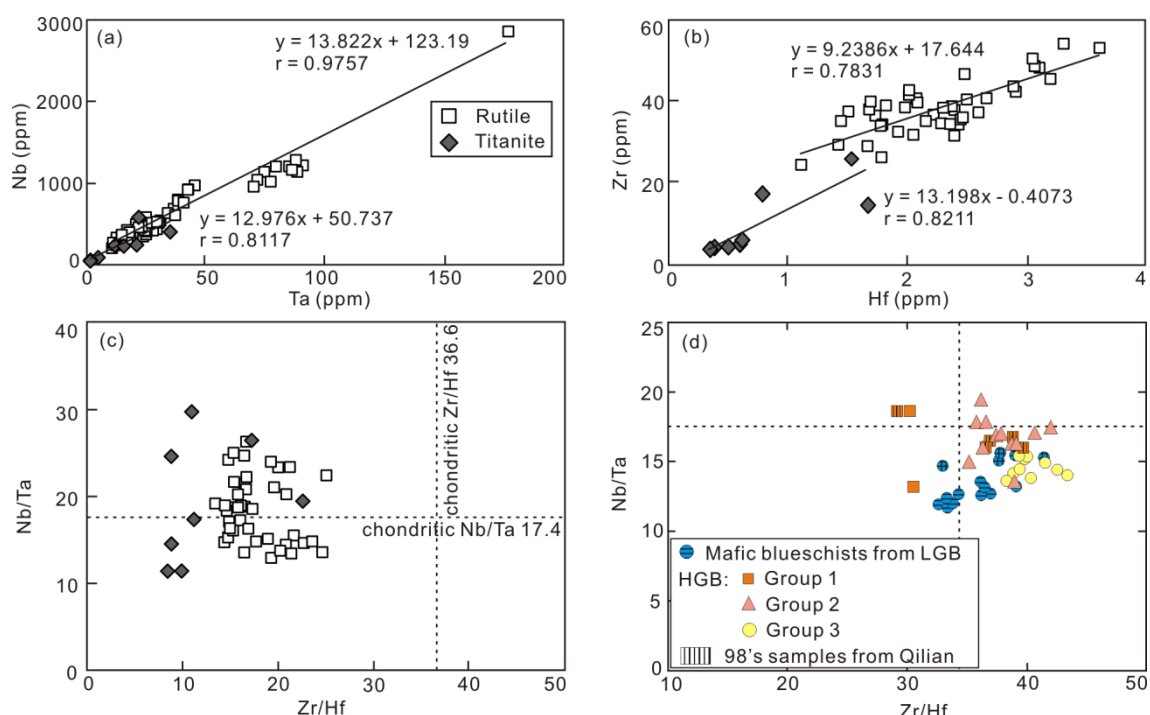 (a)
3000
2000
1000
0
Nb (ppm)
y = 13.822x + 123.19
r = 0.9757
Rutile
Titanite
y = 12.976x + 50.737
r = 0.8117
0
50
100
150
200
Ta (ppm)
(b)
60
40
20
0
Zr (ppm)
y = 9.2386x + 17.644
r = 0.7831
y = 13.198x - 0.4073
r = 0.8211
0
1
2
3
4
Hf (ppm)
(c)
40
30
20
10
0
Nb/Ta
chondritic Zr/Hf 36.6
chondritic Nb/Ta 17.4
0
10
20
30
40
50
Zr/Hf
(d)
25
20
15
10
5
0
Nb/Ta
Mafic blueschists from LGB
HGB: Group 1
Group 2
Group 3
98's samples from Qilian
10
20
30
40
50
Zr/Hf